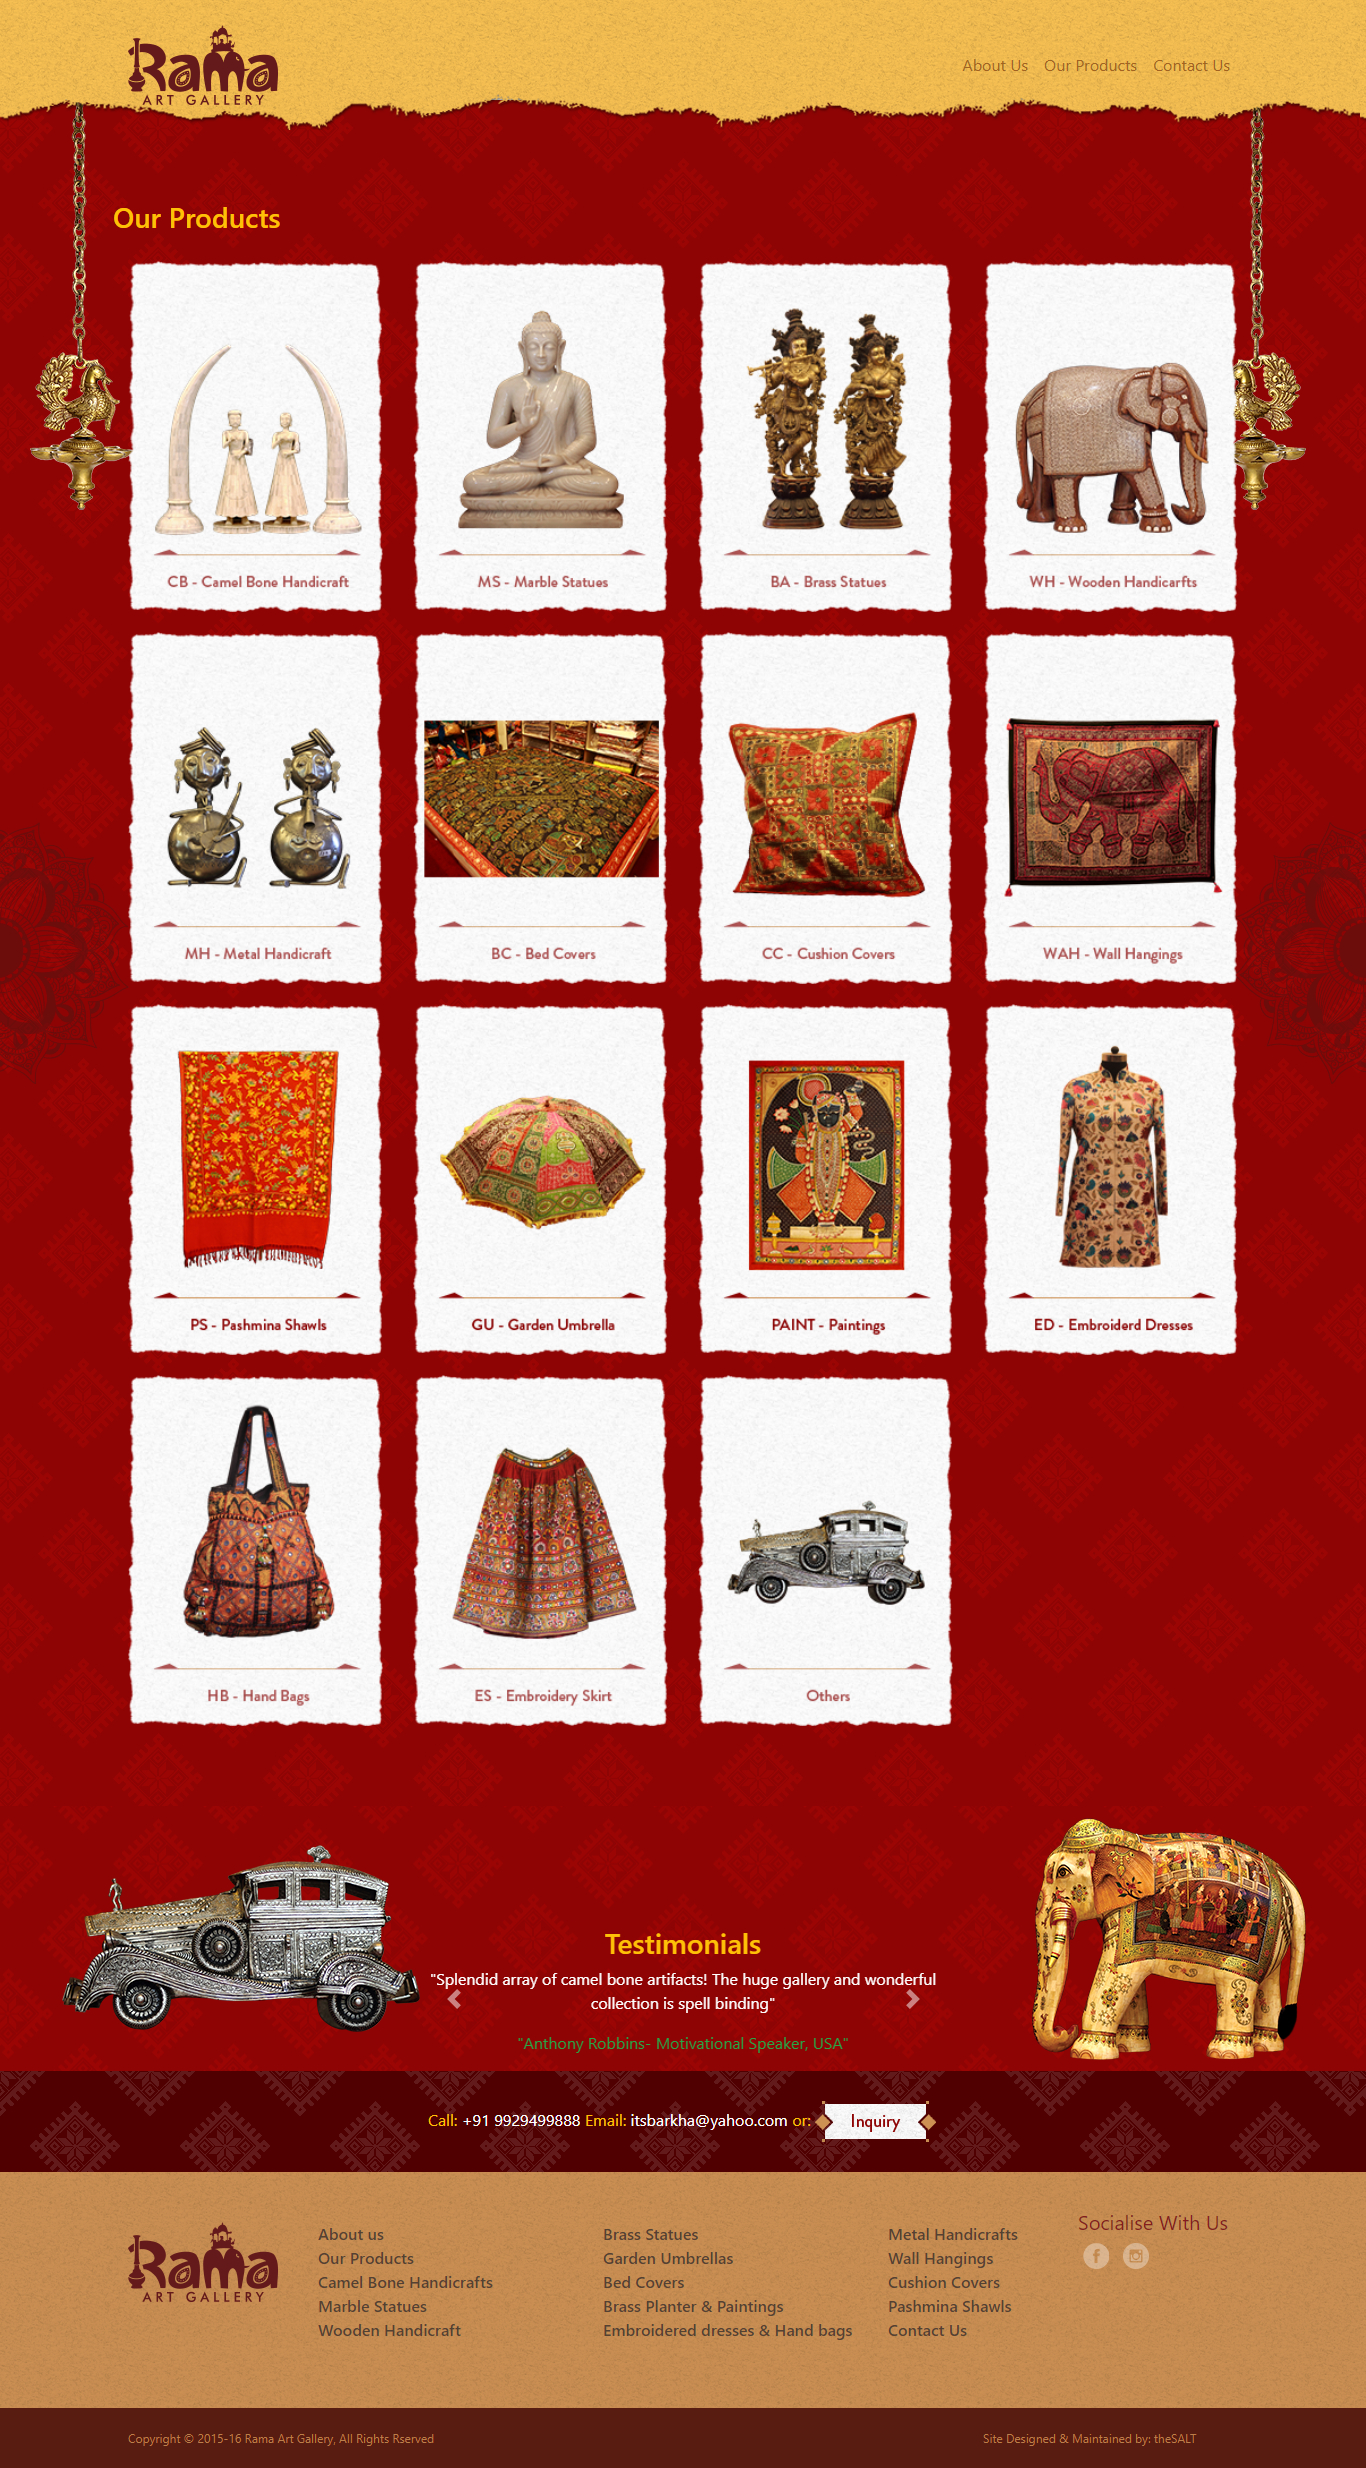 Rama
ART GALLERY
About Us Our Products Contact Us
Our Products
CB - Camel Bone Handicraft
MS - Marble Statues
BA - Brass Statues
WH - Wooden Handicarfts
MH - Metal Handicraft
BC - Bed Covers
CC - Cushion Covers
WAH - Wall Hangings
PS - Pashmina Shawls
GU - Garden Umbrella
PAINT - Paintings
ED - Embroiderd Dresses
HB - Hand Bags
ES - Embroidery Skirt
Others
Testimonials
"Splendid array of camel bone artifacts! The huge gallery and wonderful
collection is spell binding"
"Anthony Robbins- Motivational Speaker, USA"
Call: +91 9929499888 Email: itsbarkha@yahoo.com or: Inquiry
Rama
ART GALLERY
About us
Our Products
Camel Bone Handicrafts
Marble Statues
Wooden Handicraft
Brass Statues
Garden Umbrellas
Bed Covers
Brass Planter & Paintings
Embroidered dresses & Hand bags
Metal Handicrafts
Wall Hangings
Cushion Covers
Pashmina Shawls
Contact Us
Socialise With Us
Copyright © 2015-16 Rama Art Gallery, All Rights Rserved
Site Designed & Maintained by: theSALT